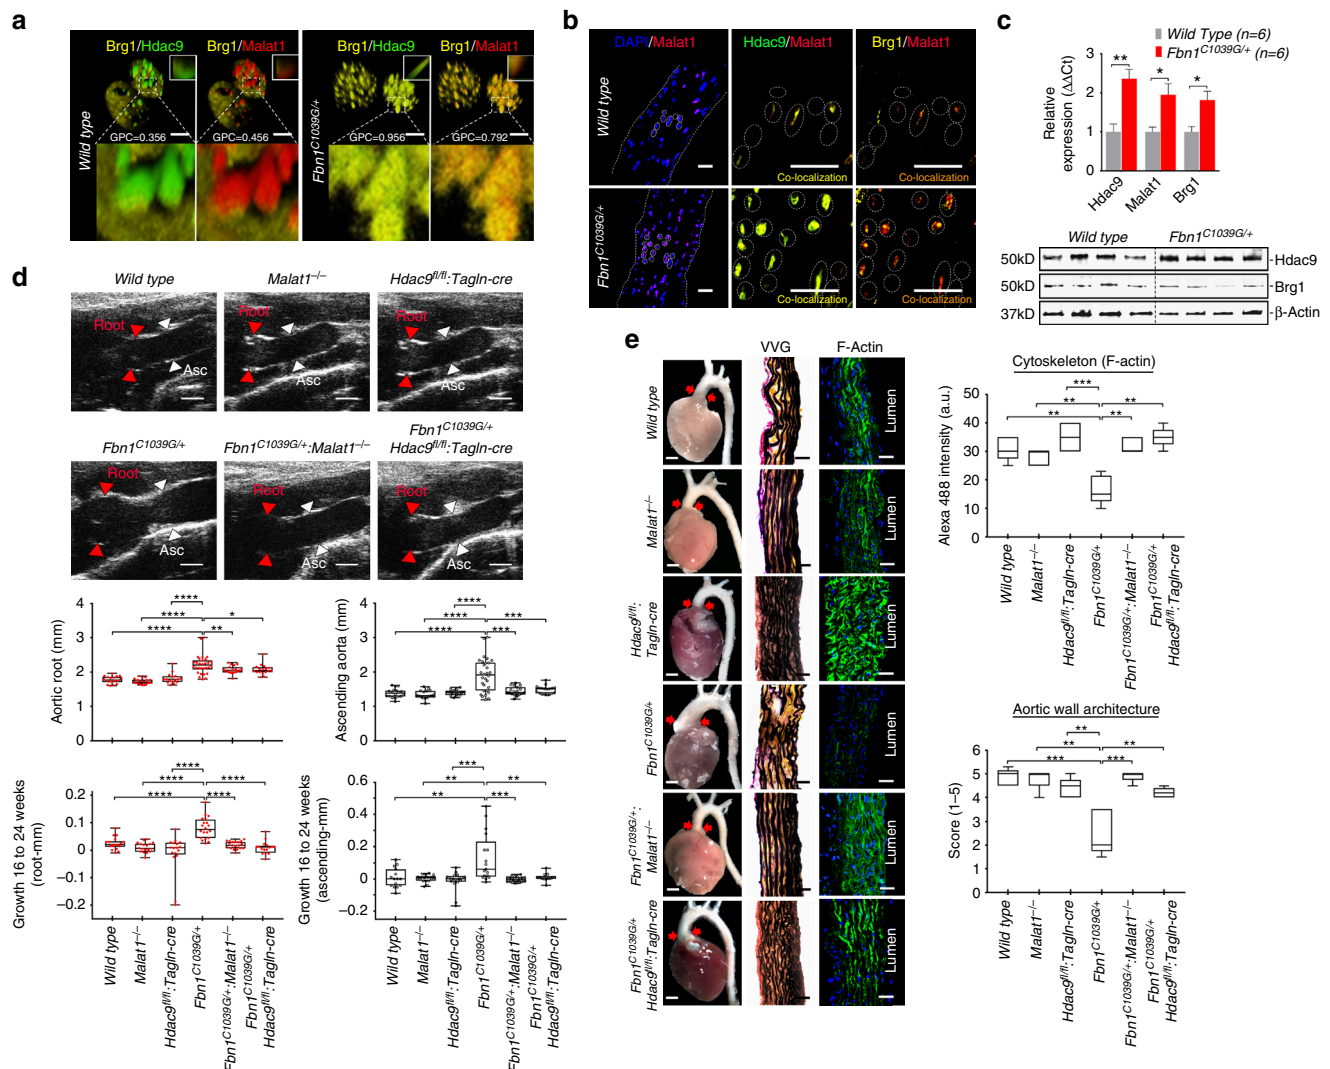 a
Brg1/Hdac9
Brg1/Malat1
Brg1/Hdac9
Brg1/Malat1
Wild type
GPC=0.356
GPC=0.456
Fbn1C1039G/+
GPC=0.956
GPC=0.792
b
DAPI/Malat1
Hdac9/Malat1
Brg1/Malat1
Wild type
Co-localization
Co-localization
Fbn1C1039G/+
Co-localization
Co-localization
c
Wild Type (n=6)
Fbn1C1039G/+ (n=6)
Relative
expression (ΔΔCt)
3
2
1
0
**
*
*
Hdac9
Malat1
Brg1
Wild type
Fbn1C1039G/+
50kD
Hdac9
50kD
Brg1
37kD
β-Actin
d
Wild type
Malat1–/–
Hdac9fl/fl:Tagln-cre
Root
Asc
Root
Asc
Root
Asc
Fbn1C1039G/+
Fbn1C1039G/+:Malat1–/–
Fbn1C1039G/+
Hdac9fl/fl:Tagln-cre
Root
Asc
Root
Asc
Root
Asc
Aortic root (mm)
4
3
2
1
0
****
****
*
****
**
Ascending aorta (mm)
4
3
2
1
0
****
****
***
****
***
Growth 16 to 24 weeks
(root-mm)
0.2
0.1
0
–0.1
–0.2
****
****
****
****
****
Wild type
Malat1–/–
Hdac9fl/fl:Tagln-cre
Fbn1C1039G/+
Fbn1C1039G/+:Malat1–/–
Fbn1C1039G/+
Hdac9fl/fl:Tagln-cre
Growth 16 to 24 weeks
(ascending-mm)
0.6
0.4
0.2
0
–0.2
***
**
**
**
***
Wild type
Malat1–/–
Hdac9fl/fl:Tagln-cre
Fbn1C1039G/+
Fbn1C1039G/+:Malat1–/–
Fbn1C1039G/+
Hdac9fl/fl:Tagln-cre
e
VVG
F-Actin
Wild type
Lumen
Malat1–/–
Lumen
Hdac9fl/fl:
Tagln-cre
Lumen
Fbn1C1039G/+
Lumen
Fbn1C1039G/+:
Malat1–/–
Lumen
Fbn1C1039G/+
Hdac9fl/fl:Tagln-cre
Lumen
Cytoskeleton (F-actin)
Alexa 488 intensity (a.u.)
50
40
30
20
10
0
***
**
**
**
**
Wild type
Malat1–/–
Hdac9fl/fl:Tagln-cre
Fbn1C1039G/+
Fbn1C1039G/+:Malat1–/–
Fbn1C1039G/+
Hdac9fl/fl:Tagln-cre
Aortic wall architecture
Score (1–5)
6
5
4
3
2
1
0
**
**
**
***
***
Wild type
Malat1–/–
Hdac9fl/fl:Tagln-cre
Fbn1C1039G/+
Fbn1C1039G/+:Malat1–/–
Fbn1C1039G/+
Hdac9fl/fl:Tagln-cre